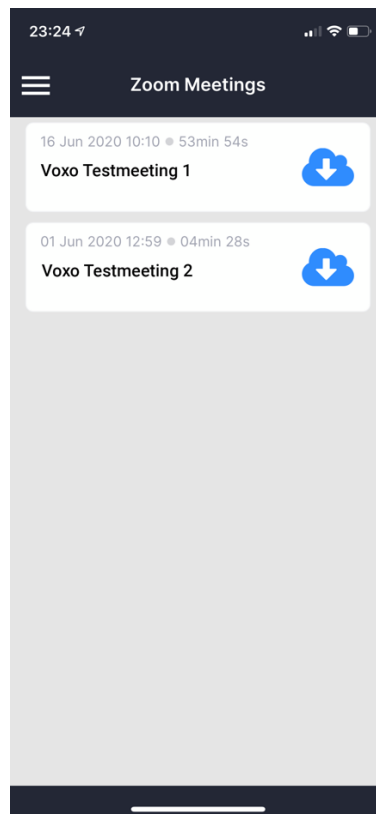 23:24
Zoom Meetings
16 Jun 2020 10:10 ● 53min 54s
Voxo Testmeeting 1
01 Jun 2020 12:59 ● 04min 28s
Voxo Testmeeting 2